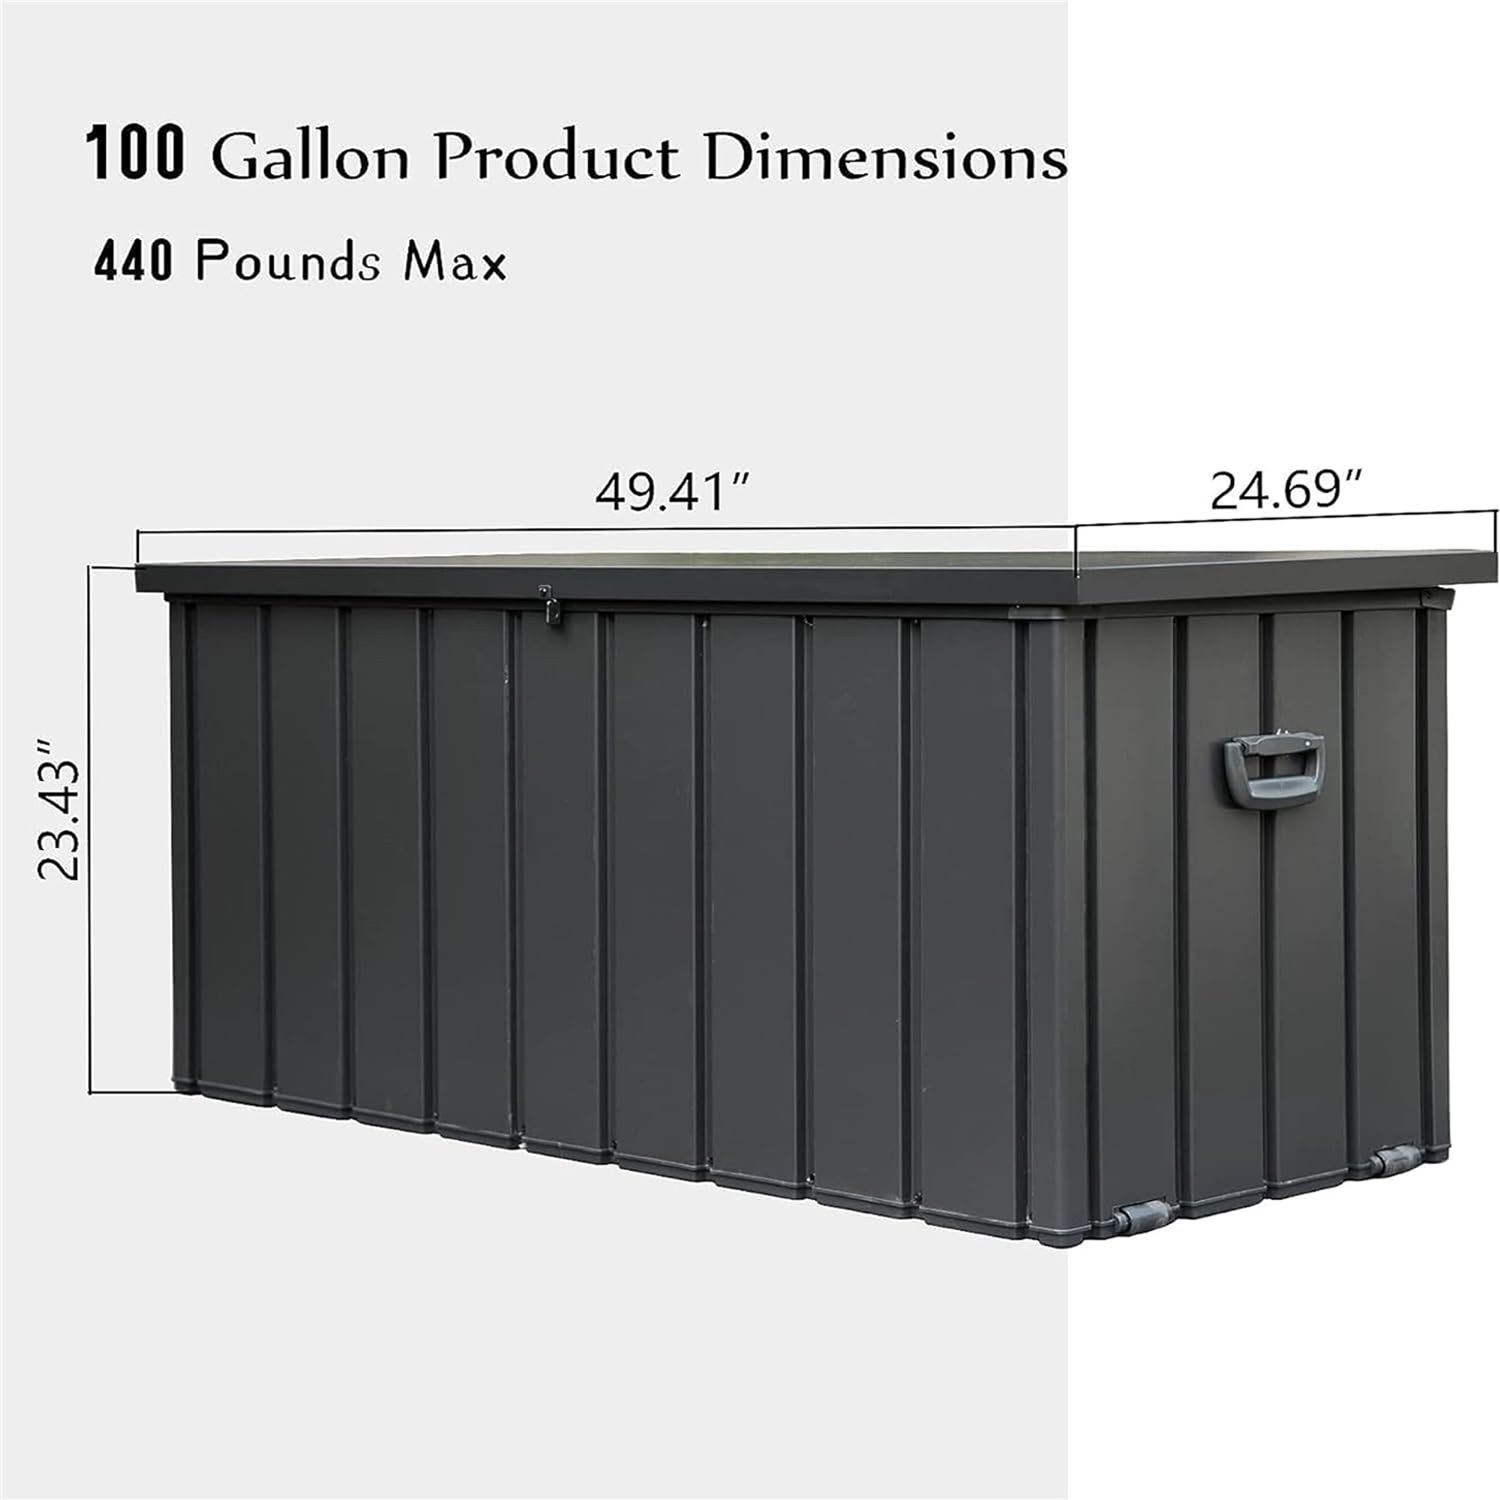 100 Gallon Product Dimensions
440 Pounds Max
49.41”
24.69”
23.43”